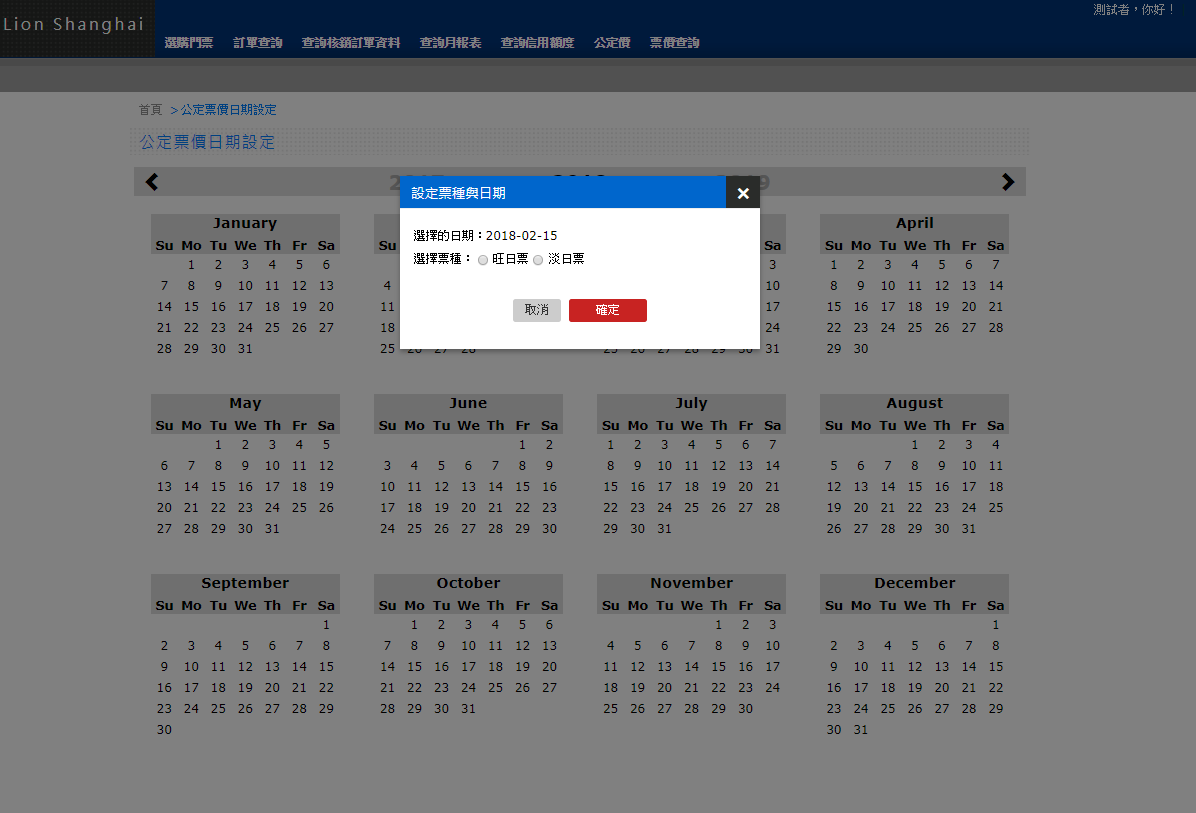 Lion Shanghai
測試者，你好！
選購門票 訂單查詢 查詢核銷訂單資料 查詢月報表 查詢信用額度 公定價 票價查詢
首頁 >公定票價日期設定
公定票價日期設定
設定票種與日期 ×
選擇的日期：2018-02-15
選擇票種： 旺日票 淡日票
取消 確定
January April
Su Mo Tu We Th Fr Sa Su Sa Su Mo Tu We Th Fr Sa
1 2 3 4 5 6 3 1 2 3 4 5 6 7
7 8 9 10 11 12 13 4 10 8 9 10 11 12 13 14
14 15 16 17 18 19 20 11 17 15 16 17 18 19 20 21
21 22 23 24 25 26 27 18 24 22 23 24 25 26 27 28
28 29 30 31 25 26 27 28 25 26 27 28 29 30 31 29 30
May June July August
Su Mo Tu We Th Fr Sa Su Mo Tu We Th Fr Sa Su Mo Tu We Th Fr Sa Su Mo Tu We Th Fr Sa
1 2 3 4 5 1 2 1 2 3 4 5 6 7 1 2 3 4
6 7 8 9 10 11 12 3 4 5 6 7 8 9 8 9 10 11 12 13 14 5 6 7 8 9 10 11
13 14 15 16 17 18 19 10 11 12 13 14 15 16 15 16 17 18 19 20 21 12 13 14 15 16 17 18
20 21 22 23 24 25 26 17 18 19 20 21 22 23 22 23 24 25 26 27 28 19 20 21 22 23 24 25
27 28 29 30 31 24 25 26 27 28 29 30 29 30 31 26 27 28 29 30 31
September October November December
Su Mo Tu We Th Fr Sa Su Mo Tu We Th Fr Sa Su Mo Tu We Th Fr Sa Su Mo Tu We Th Fr Sa
1 1 2 3 4 5 6 1 2 3 1
2 3 4 5 6 7 8 7 8 9 10 11 12 13 4 5 6 7 8 9 10 2 3 4 5 6 7 8
9 10 11 12 13 14 15 14 15 16 17 18 19 20 11 12 13 14 15 16 17 9 10 11 12 13 14 15
16 17 18 19 20 21 22 21 22 23 24 25 26 27 18 19 20 21 22 23 24 16 17 18 19 20 21 22
23 24 25 26 27 28 29 28 29 30 31 25 26 27 28 29 30 23 24 25 26 27 28 29
30 30 31